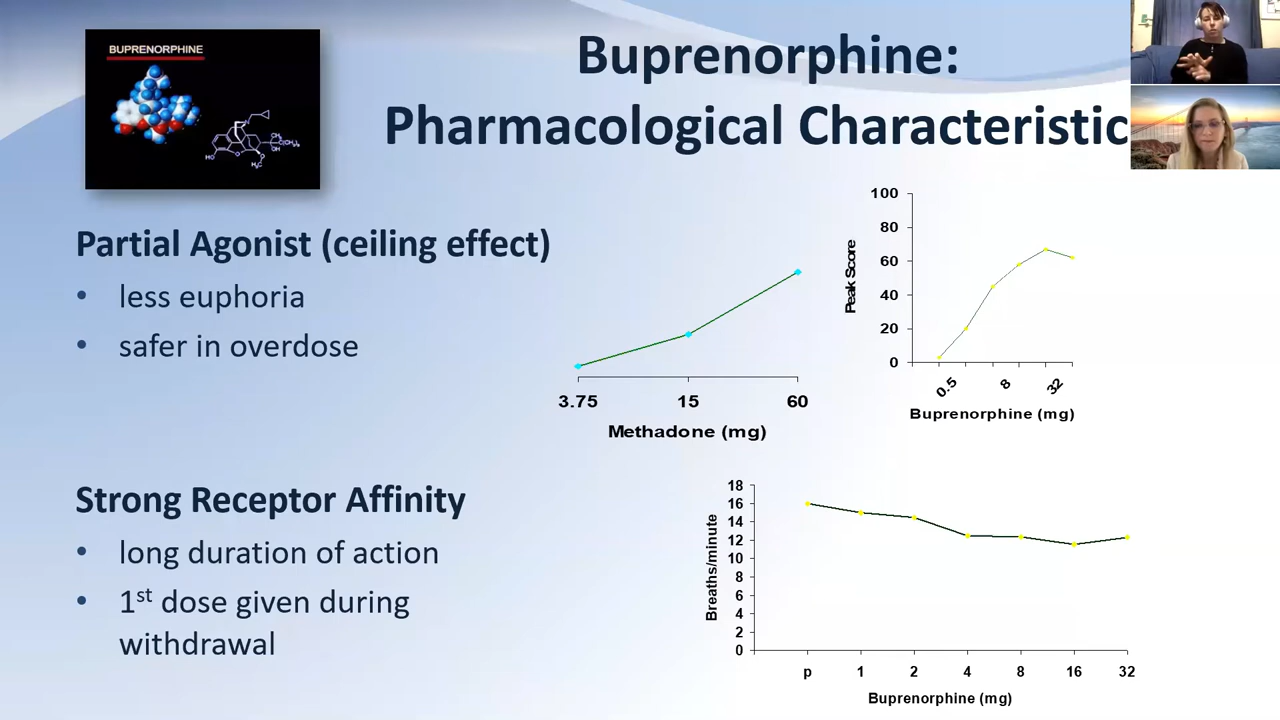 BUPRENORPHINE
Buprenorphine:
Pharmacological Characteristic
Partial Agonist (ceiling effect)
• less euphoria
• safer in overdose
3.75 15 60
Methadone (mg)
100
80
60
40
20
0
Peak Score
0.5 8 32
Buprenorphine (mg)
Strong Receptor Affinity
• long duration of action
• 1st dose given during
withdrawal
18
16
14
12
10
8
6
4
2
0
Breaths/minute
p 1 2 4 8 16 32
Buprenorphine (mg)